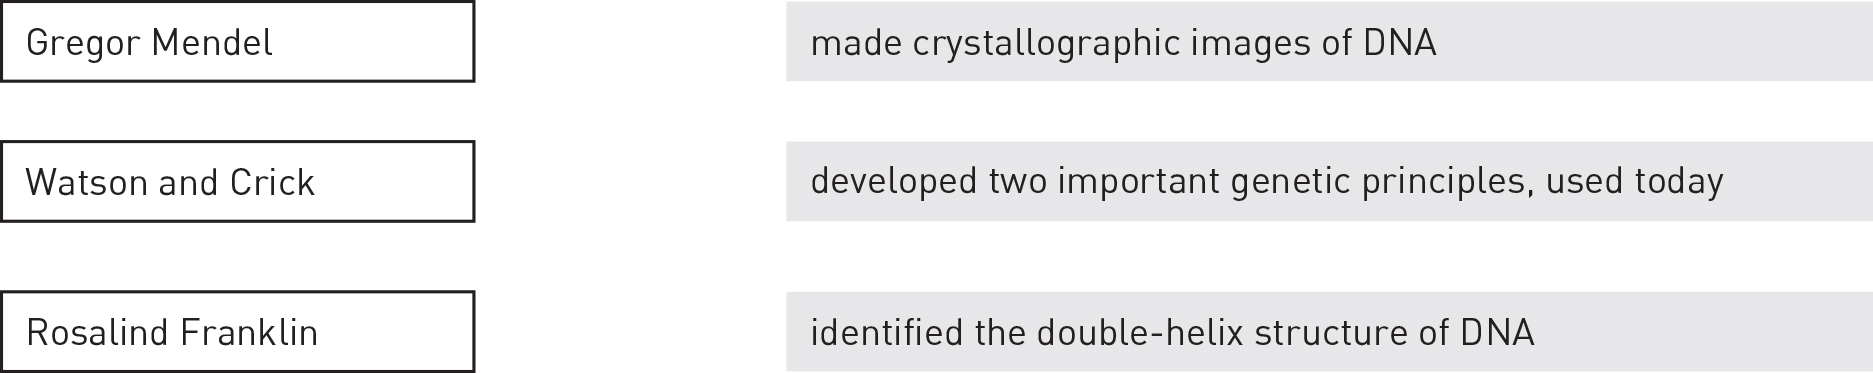 Gregor Mendel
made crystallographic images of DNA
Watson and Crick
developed two important genetic principles, used today
Rosalind Franklin
identified the double-helix structure of DNA